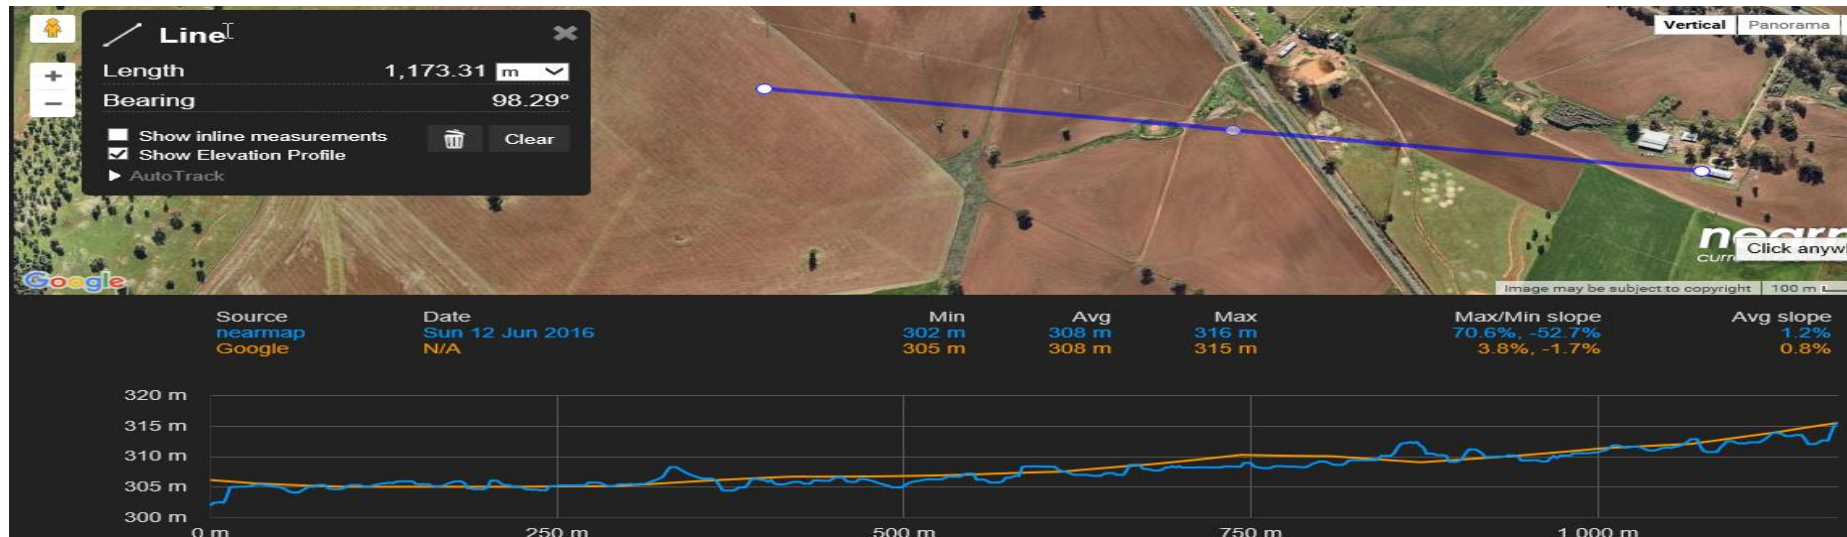 Line
Length 1,173.31 m
Bearing 98.29°
Show inline measurements
Show Elevation Profile
Clear
AutoTrack
Vertical Panorama
Click anywh
Google
Image may be subject to copyright 100 m
Source Date Min Avg Max Max/Min slope Avg slope
nearmap Sun 12 Jun 2016 302 m 308 m 316 m 70.6%, -52.7% 1.2%
Google N/A 305 m 308 m 315 m 3.8%, -1.7% 0.8%
320 m
315 m
310 m
305 m
300 m
0 m 250 m 500 m 750 m 1 000 m